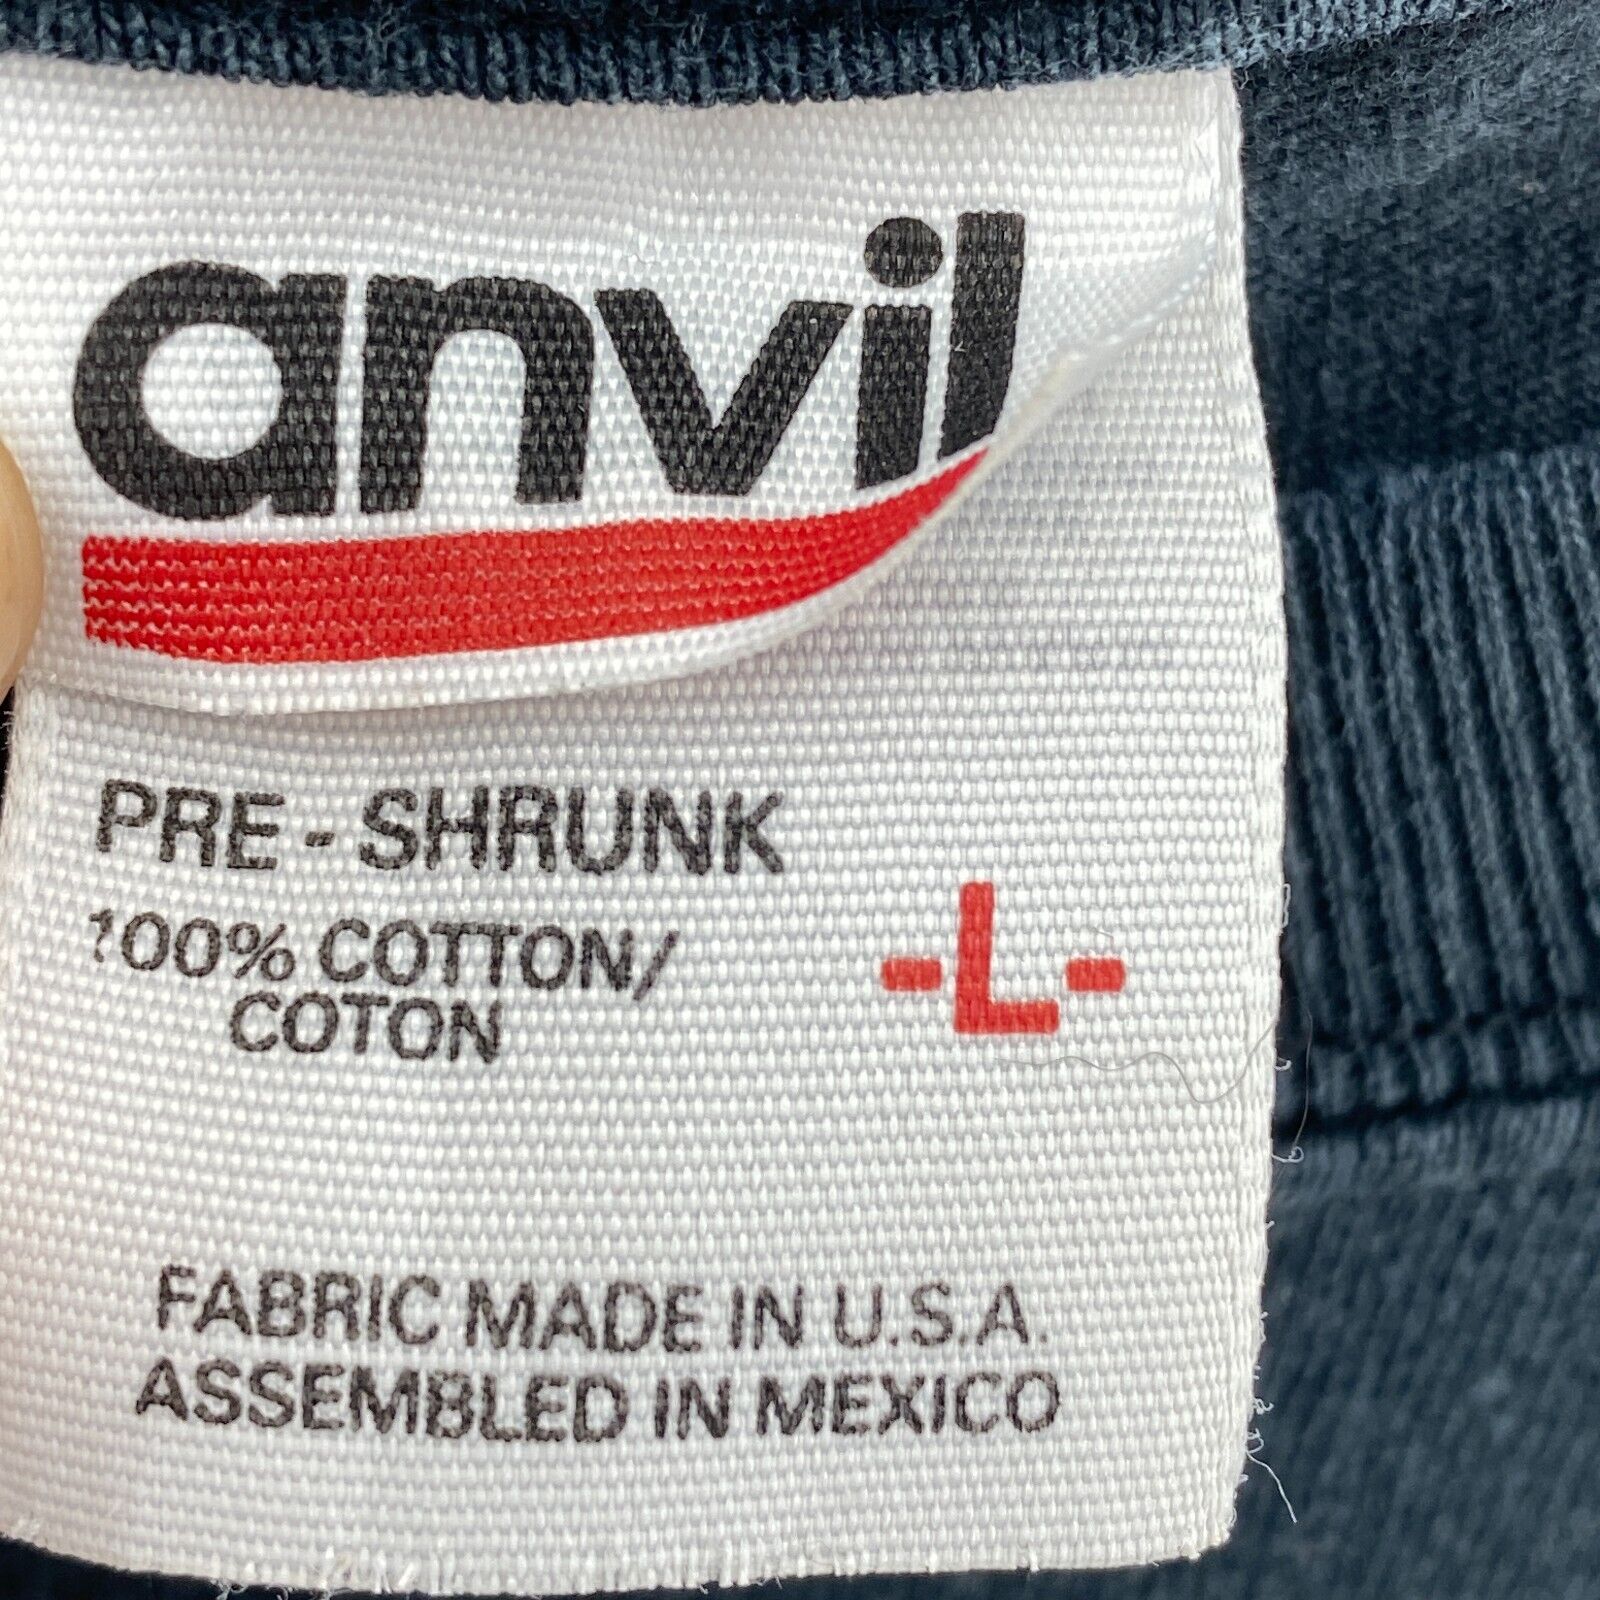 anvil
PRE-SHRUNK
100% COTTON/
COTON
-L-
FABRIC MADE IN U.S.A.
ASSEMBLED IN MEXICO